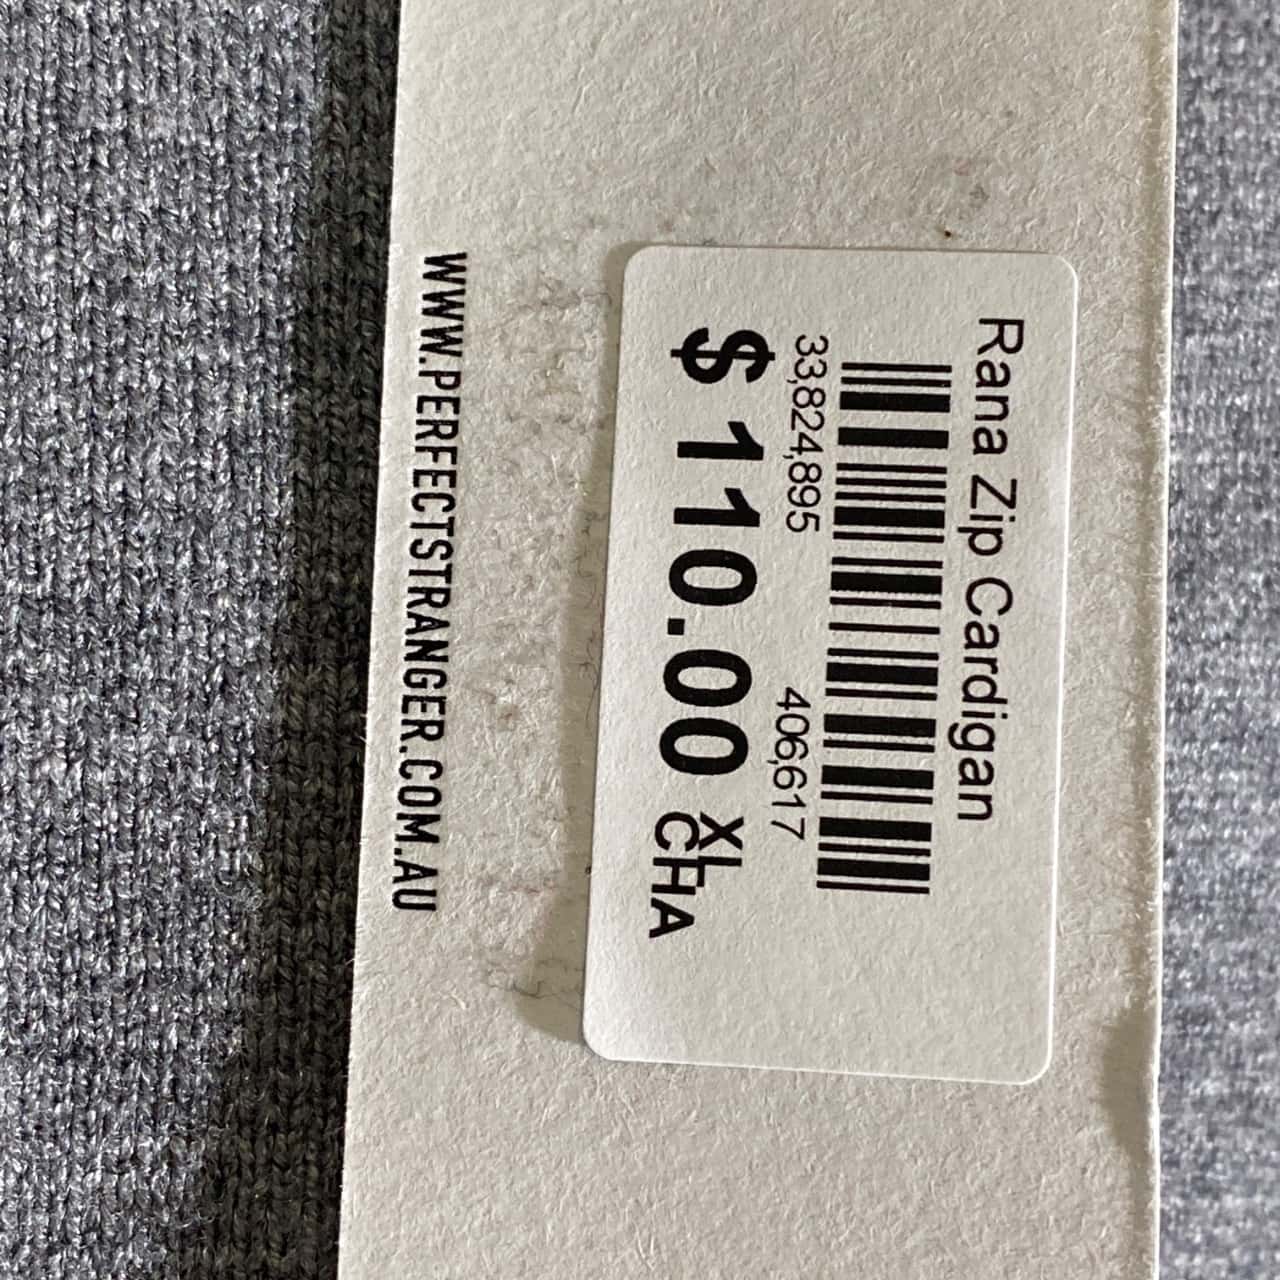 Rana Zip Cardigan
33,824,895 406,617
$110.00 XL
CHA
WWW.PERFECTSTRANGER.COM.AU